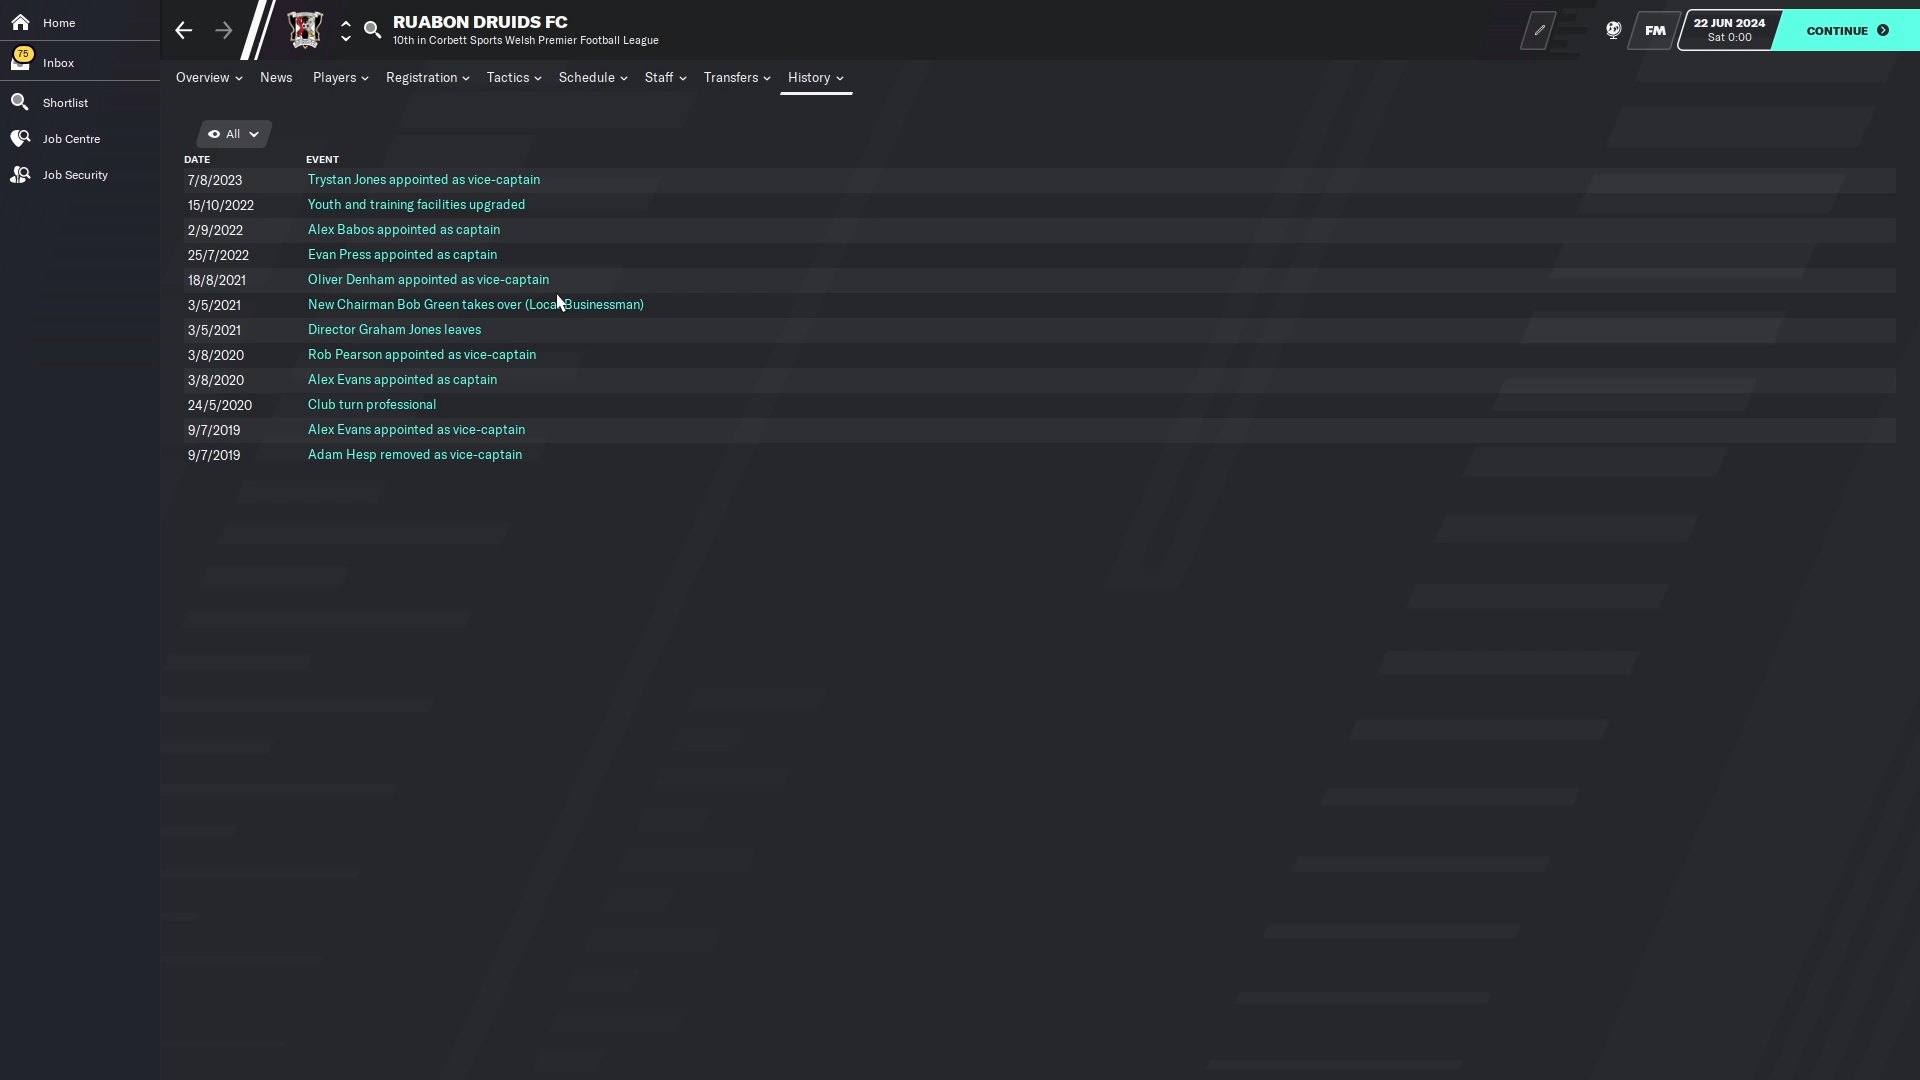 Home
75
Inbox
Shortlist
Job Centre
Job Security
RUABON DRUIDS FC
10th in Corbett Sports Welsh Premier Football League
FM
22 JUN 2024
Sat 0:00
CONTINUE
Overview News Players Registration Tactics Schedule Staff Transfers History
All
DATE EVENT
7/8/2023 Trystan Jones appointed as vice-captain
15/10/2022 Youth and training facilities upgraded
2/9/2022 Alex Babos appointed as captain
25/7/2022 Evan Press appointed as captain
18/8/2021 Oliver Denham appointed as vice-captain
3/5/2021 New Chairman Bob Green takes over (Local Businessman)
3/5/2021 Director Graham Jones leaves
3/8/2020 Rob Pearson appointed as vice-captain
3/8/2020 Alex Evans appointed as captain
24/5/2020 Club turn professional
9/7/2019 Alex Evans appointed as vice-captain
9/7/2019 Adam Hesp removed as vice-captain